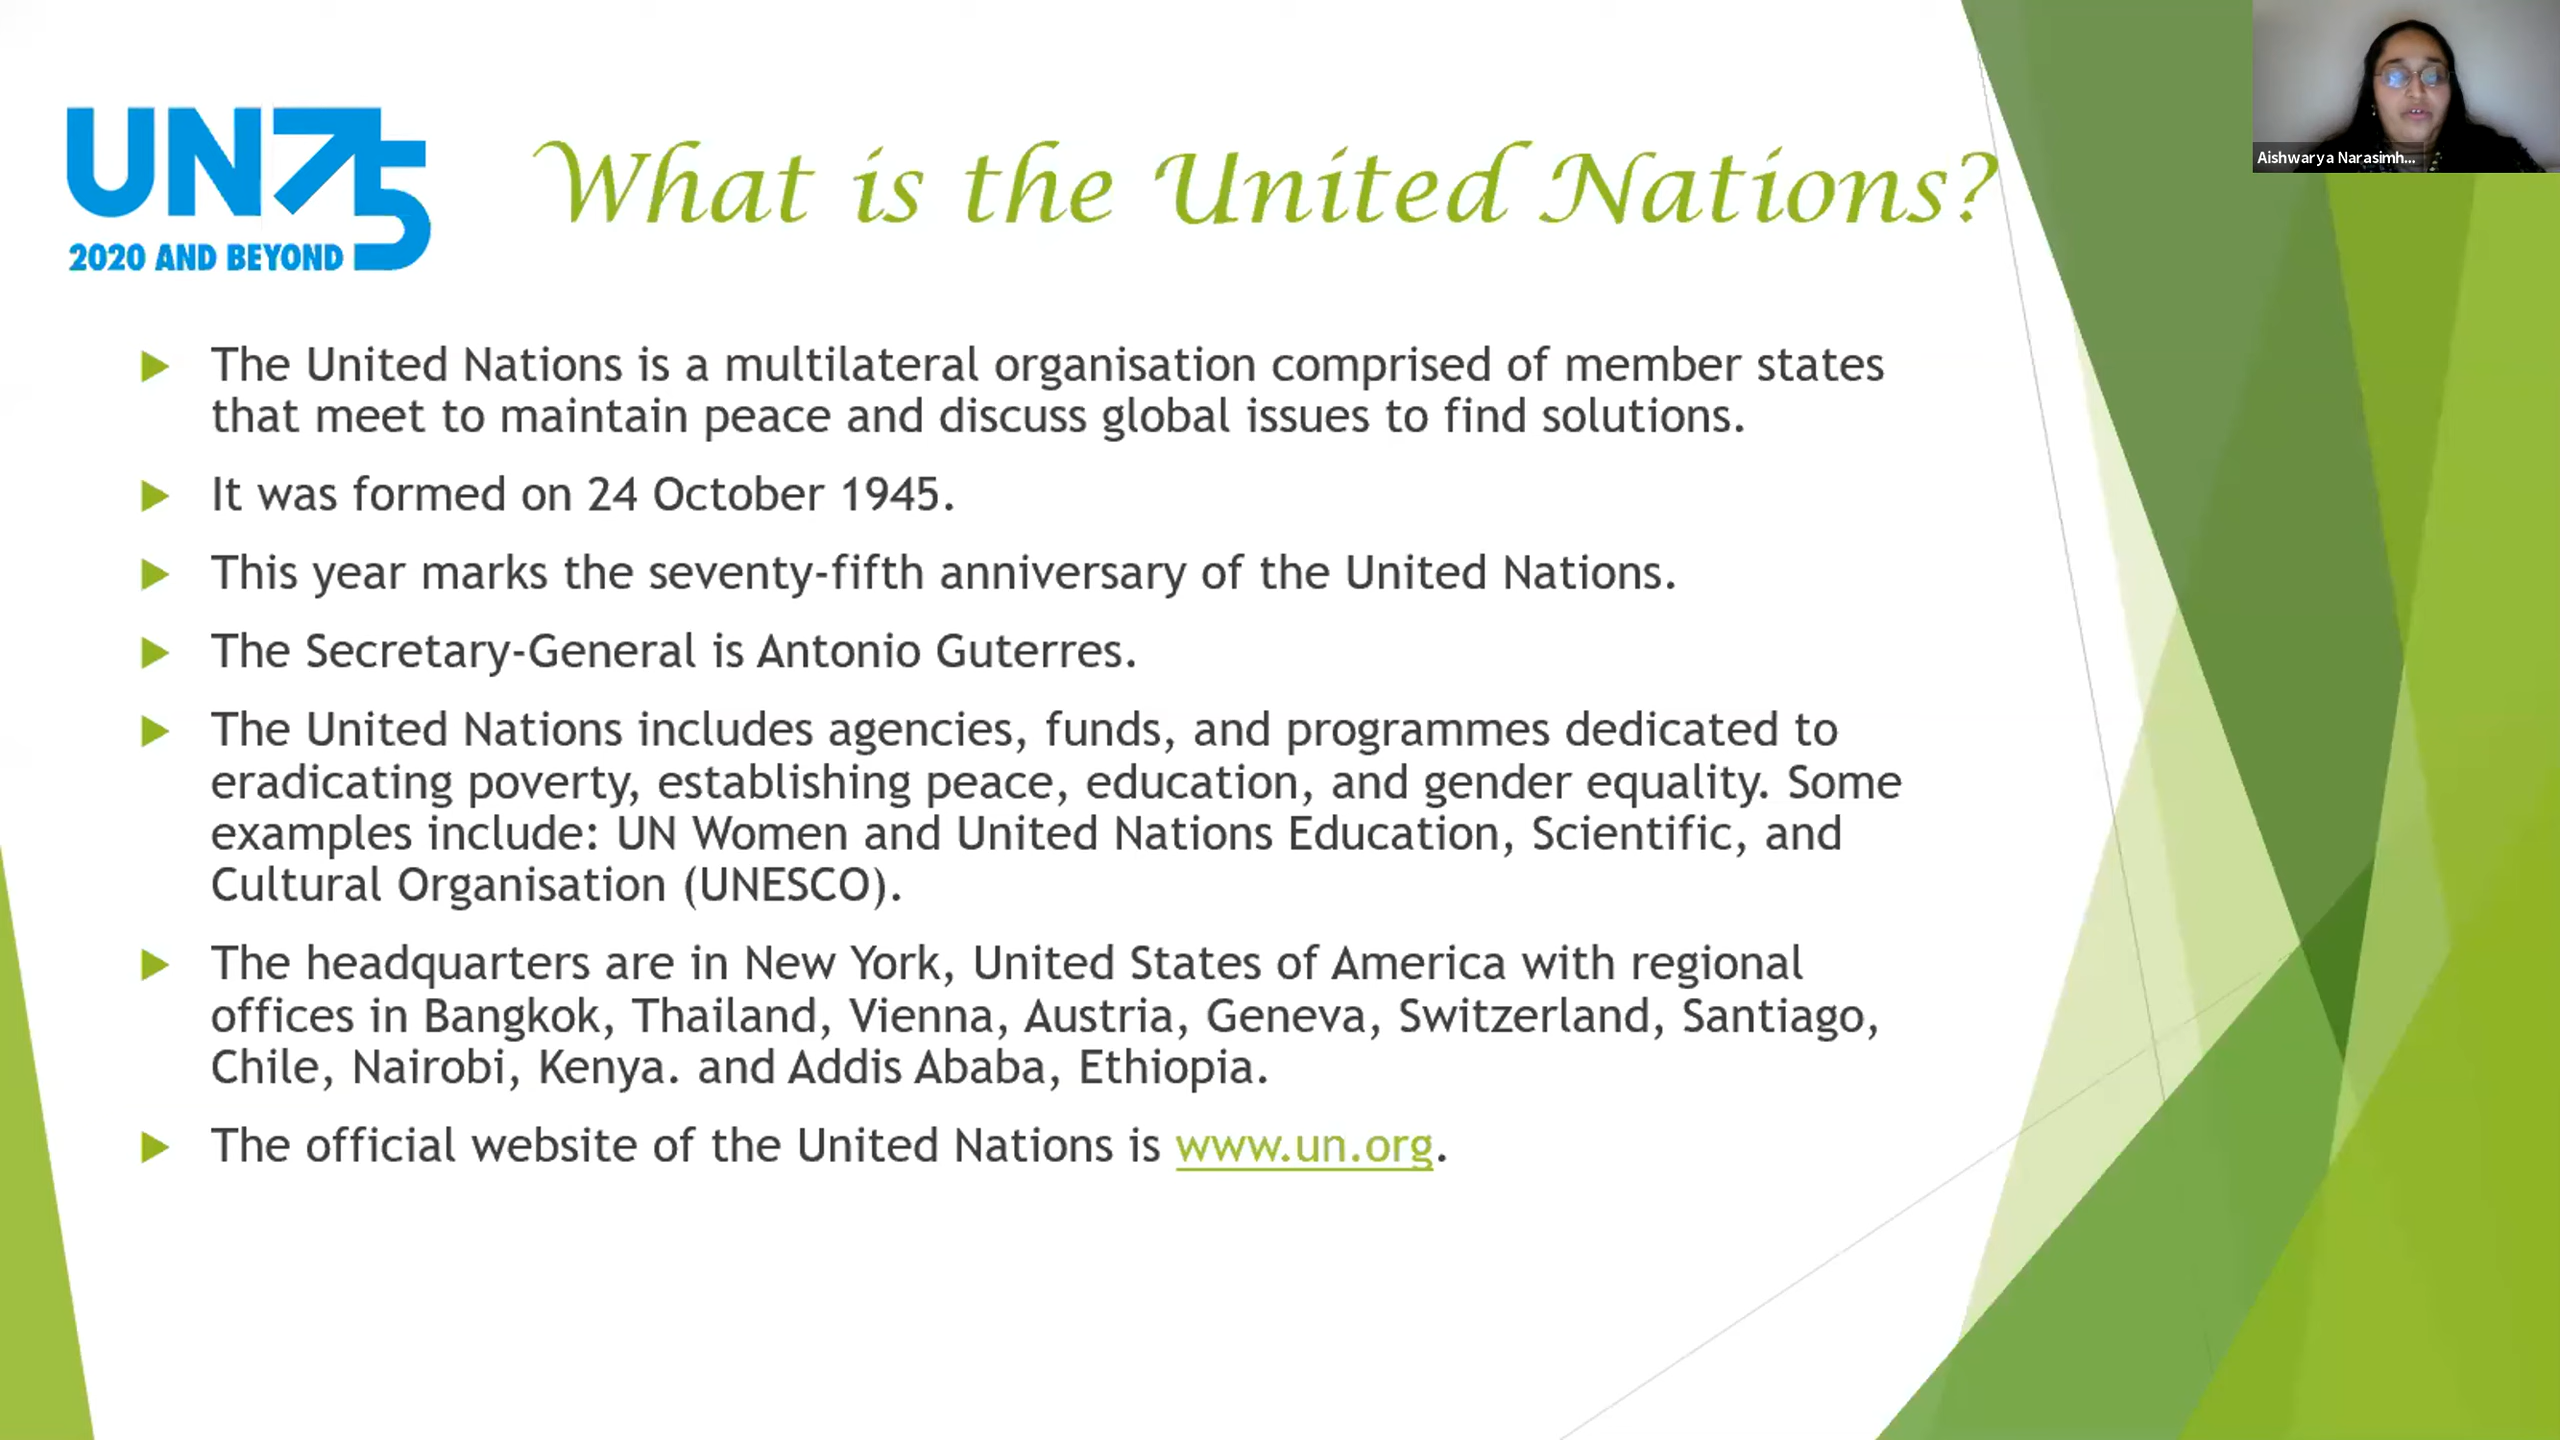 UN75
2020 AND BEYOND
What is the United Nations?
Aishwarya Narasimh...
The United Nations is a multilateral organisation comprised of member states
that meet to maintain peace and discuss global issues to find solutions.
It was formed on 24 October 1945.
This year marks the seventy-fifth anniversary of the United Nations.
The Secretary-General is Antonio Guterres.
The United Nations includes agencies, funds, and programmes dedicated to
eradicating poverty, establishing peace, education, and gender equality. Some
examples include: UN Women and United Nations Education, Scientific, and
Cultural Organisation (UNESCO).
The headquarters are in New York, United States of America with regional
offices in Bangkok, Thailand, Vienna, Austria, Geneva, Switzerland, Santiago,
Chile, Nairobi, Kenya. and Addis Ababa, Ethiopia.
The official website of the United Nations is www.un.org.